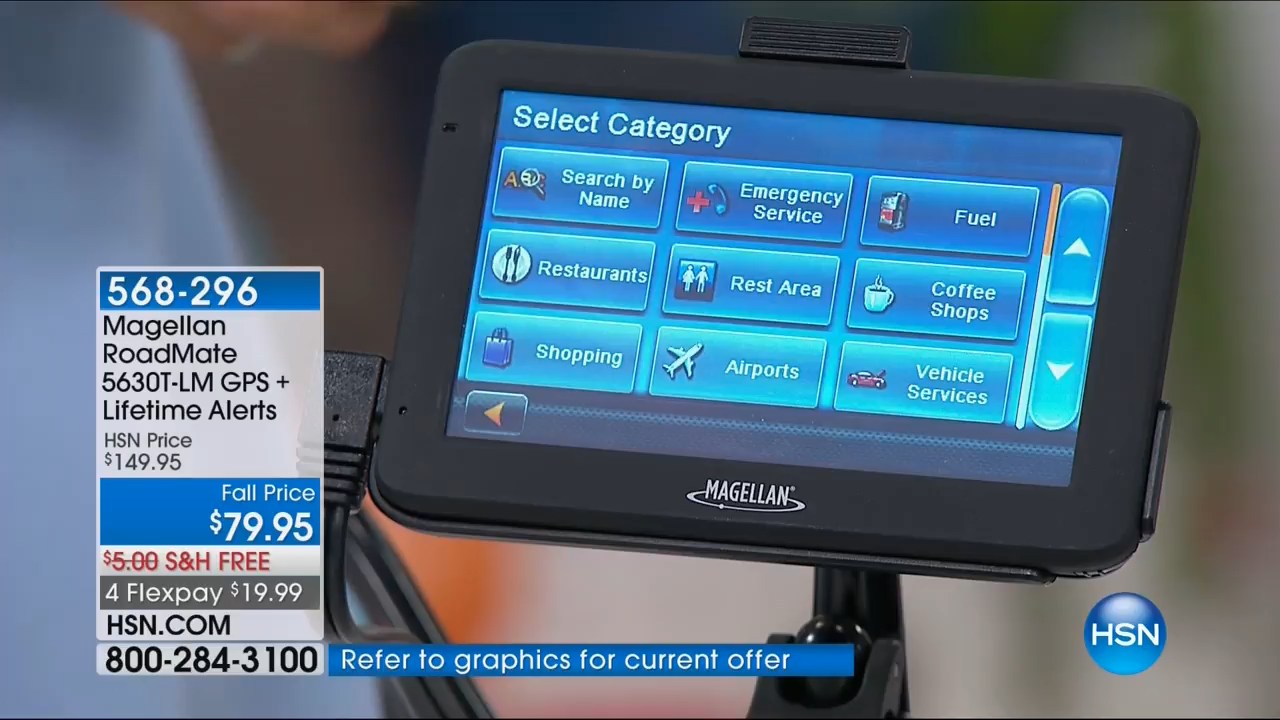 Select Category
Search by
Name
Emergency
Service
Fuel
Restaurants
Rest Area
Coffee
Shops
Shopping
Airports
Vehicle
Services
MAGELLAN®
568-296
Magellan
RoadMate
5630T-LM GPS +
Lifetime Alerts
HSN Price
$149.95
Fall Price
$79.95
$5.00 S&H FREE
4 Flexpay $19.99
HSN.COM
800-284-3100
Refer to graphics for current offer
HSN